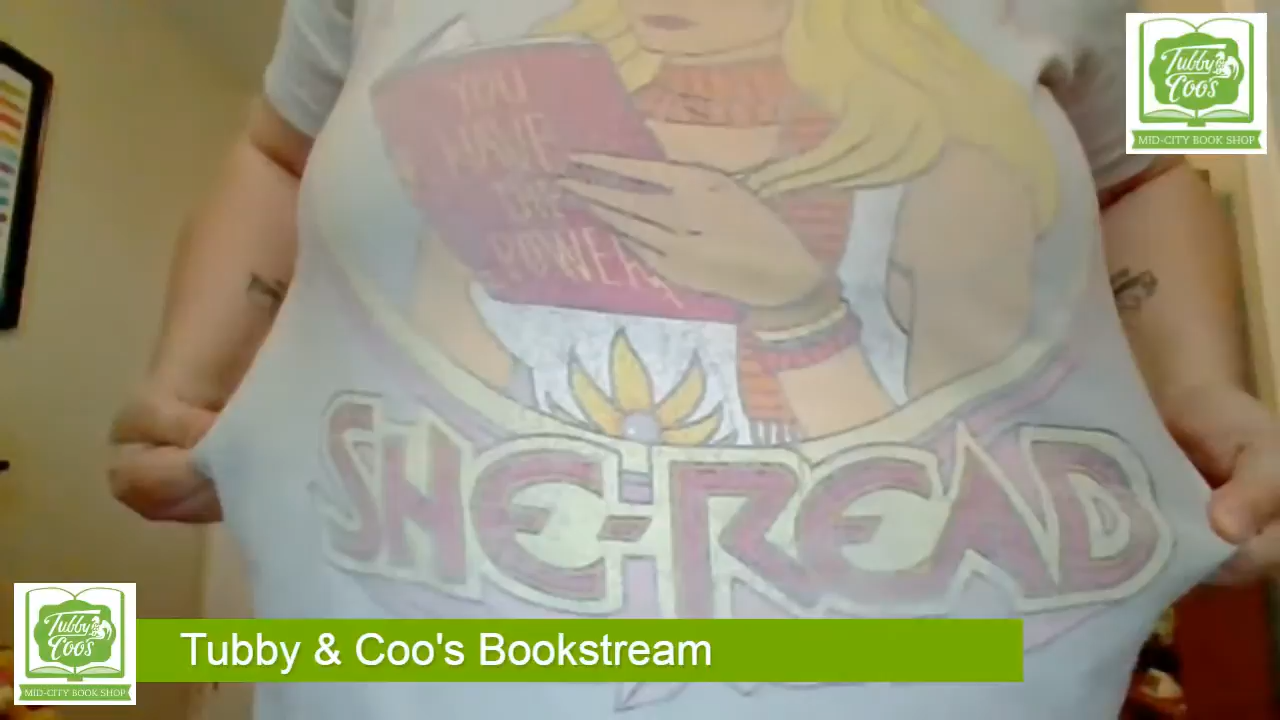 Tubby
& Coo's
MID-CITY BOOK SHOP
YOU
HAVE
THE
POWER
SHE-READ
Tubby
& Coo's
MID-CITY BOOK SHOP
Tubby & Coo's Bookstream